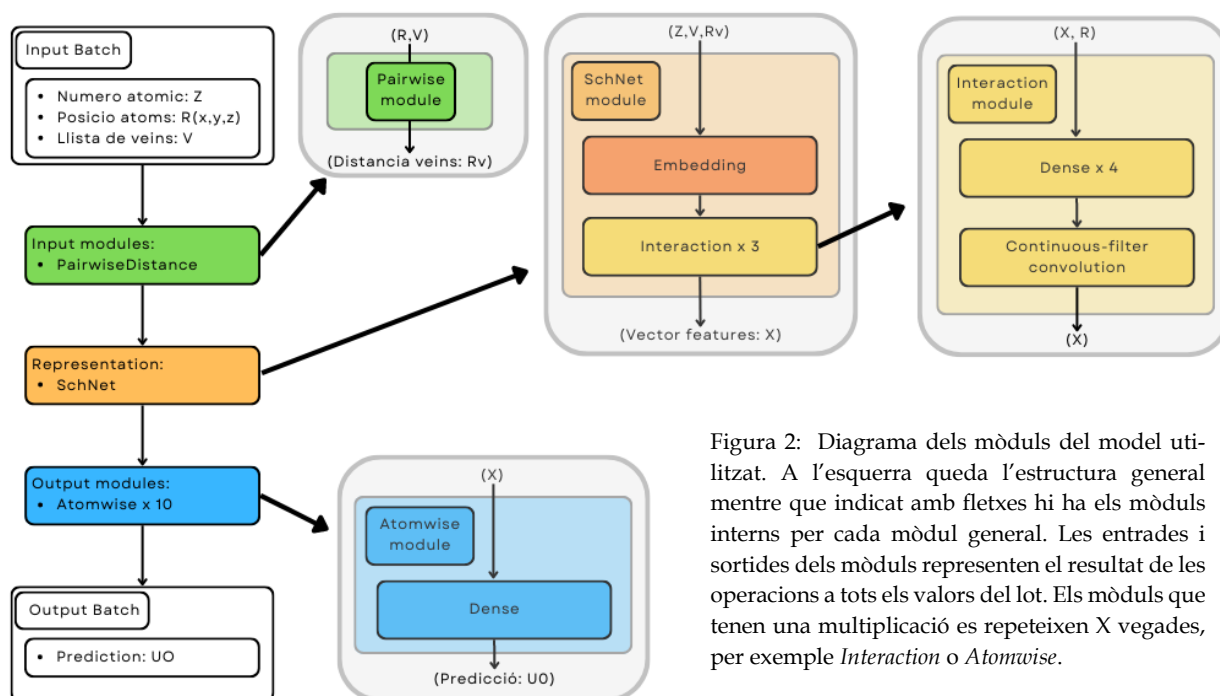 Input Batch
• Numero atomic: Z
• Posicio atoms: R(x,y,z)
• Llista de veins: V
Input modules:
• PairwiseDistance
Representation:
• SchNet
Output modules:
• Atomwise x 10
Output Batch
• Prediction: UO
(R,V)
Pairwise
module
(Distancia veins: Rv)
(Z,V,Rv)
SchNet
module
Embedding
Interaction x 3
(Vector features: X)
(X, R)
Interaction
module
Dense x 4
Continuous-filter
convolution
(X)
(X)
Atomwise
module
Dense
(Predicció: U0)
Figura 2: Diagrama dels mòduls del model uti-
litzat. A l'esquerra queda l'estructura general
mentre que indicat amb fletxes hi ha els mòduls
interns per cada mòdul general. Les entrades i
sortides dels mòduls representen el resultat de les
operacions a tots els valors del lot. Els mòduls que
tenen una multiplicació es repeteixen X vegades,
per exemple Interaction o Atomwise.